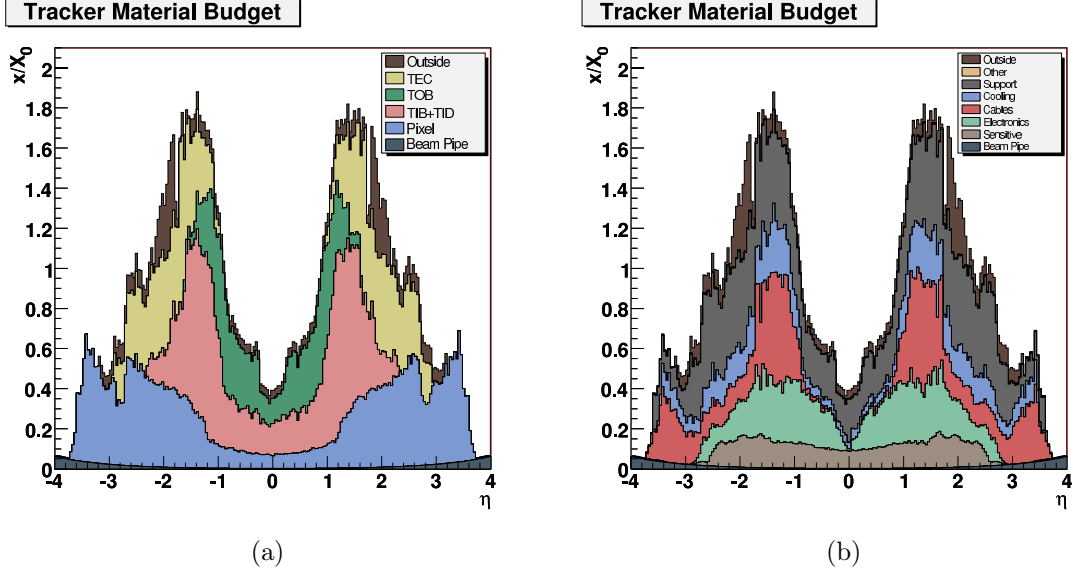 Tracker Material Budget
x/X0
2
1.8
1.6
1.4
1.2
1
0.8
0.6
0.4
0.2
0
-4 -3 -2 -1 0 1 2 3 4
η
Outside
TEC
TOB
TIB+TID
Pixel
Beam Pipe
(a)
Tracker Material Budget
x/X0
2
1.8
1.6
1.4
1.2
1
0.8
0.6
0.4
0.2
0
-4 -3 -2 -1 0 1 2 3 4
η
Outside
Other
Support
Cooling
Cables
Electronics
Sensitive
Beam Pipe
(b)